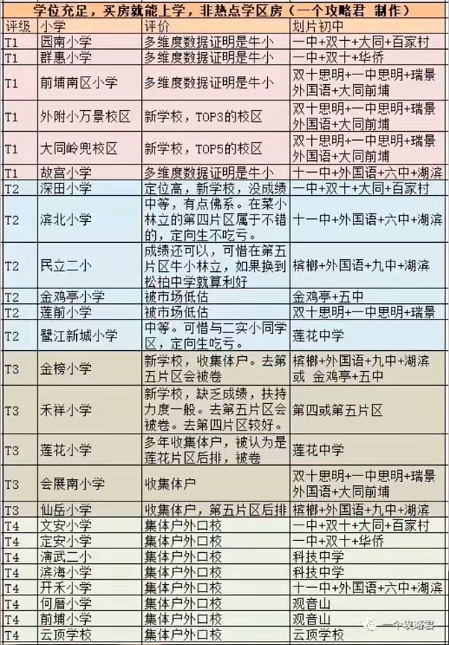 学位充足，买房就能上学，非热点学区房（一个攻略君 制作）
评级 小学 评价 划片初中
T1 园南小学 多维度数据证明是牛小 一中+双十+大同+百家村
T1 群惠小学 多维度数据证明是牛小 一中+双十+华侨
T1 前埔南区小学 多维度数据证明是牛小 双十思明+一中思明+瑞景
外国语+大同前埔
T1 外附小万景校区 新学校，TOP3的校区 双十思明+一中思明+瑞景
外国语+大同前埔
T1 大同岭兜校区 新学校，TOP5的校区 双十思明+一中思明+瑞景
外国语+大同前埔
T1 故宫小学 多维度数据证明是牛小 十一中+外国语+六中+湖滨
T2 深田小学 定位高，新学校，没成绩 一中+双十+大同+百家村
T2 滨北小学 中等，有点佛系。在菜小
林立的第四片区属于不错
的，定向生不吃亏。 十一中+外国语+六中+湖滨
T2 民立二小 成绩还可以，可惜在第五
片区牛小林立，如果换到
松柏中学就算利好 槟榔+外国语+九中+湖滨
T2 金鸡亭小学 被市场低估 金鸡亭+五中
T2 莲前小学 被市场低估 双十思明+一中思明+瑞景
T2 鹭江新城小学 中等。可惜与二实小同学
区，定向生吃亏。 莲花中学
T3 金榜小学 新学校，收集体户。去第
五片区会被卷 槟榔+外国语+九中+湖滨
或 金鸡亭+五中
T3 禾祥小学 新学校，缺乏成绩，扶持
力度一般。去第五片区会
被卷。去第四片区较好。 第四或第五片区
T3 莲花小学 多年收集体户，被认为是
莲花片区后排，被卷 莲花中学
T3 会展南小学 收集体户 双十思明+一中思明+瑞景
外国语+大同前埔
T3 仙岳小学 收集体户，第五片区后排 槟榔+外国语+九中+湖滨
T4 文安小学 集体户外口校 一中+双十+大同+百家村
T4 定安小学 集体户外口校 一中+双十+华侨
T4 演武二小 集体户外口校 科技中学
T4 滨海小学 集体户外口校 科技中学
T4 开禾小学 集体户外口校 十一中+外国语+六中+湖滨
T4 何厝小学 集体户外口校 观音山
T4 前埔小学 集体户外口校 观音山
T4 云顶学校 集体户外口校 云顶学校
一个攻略君